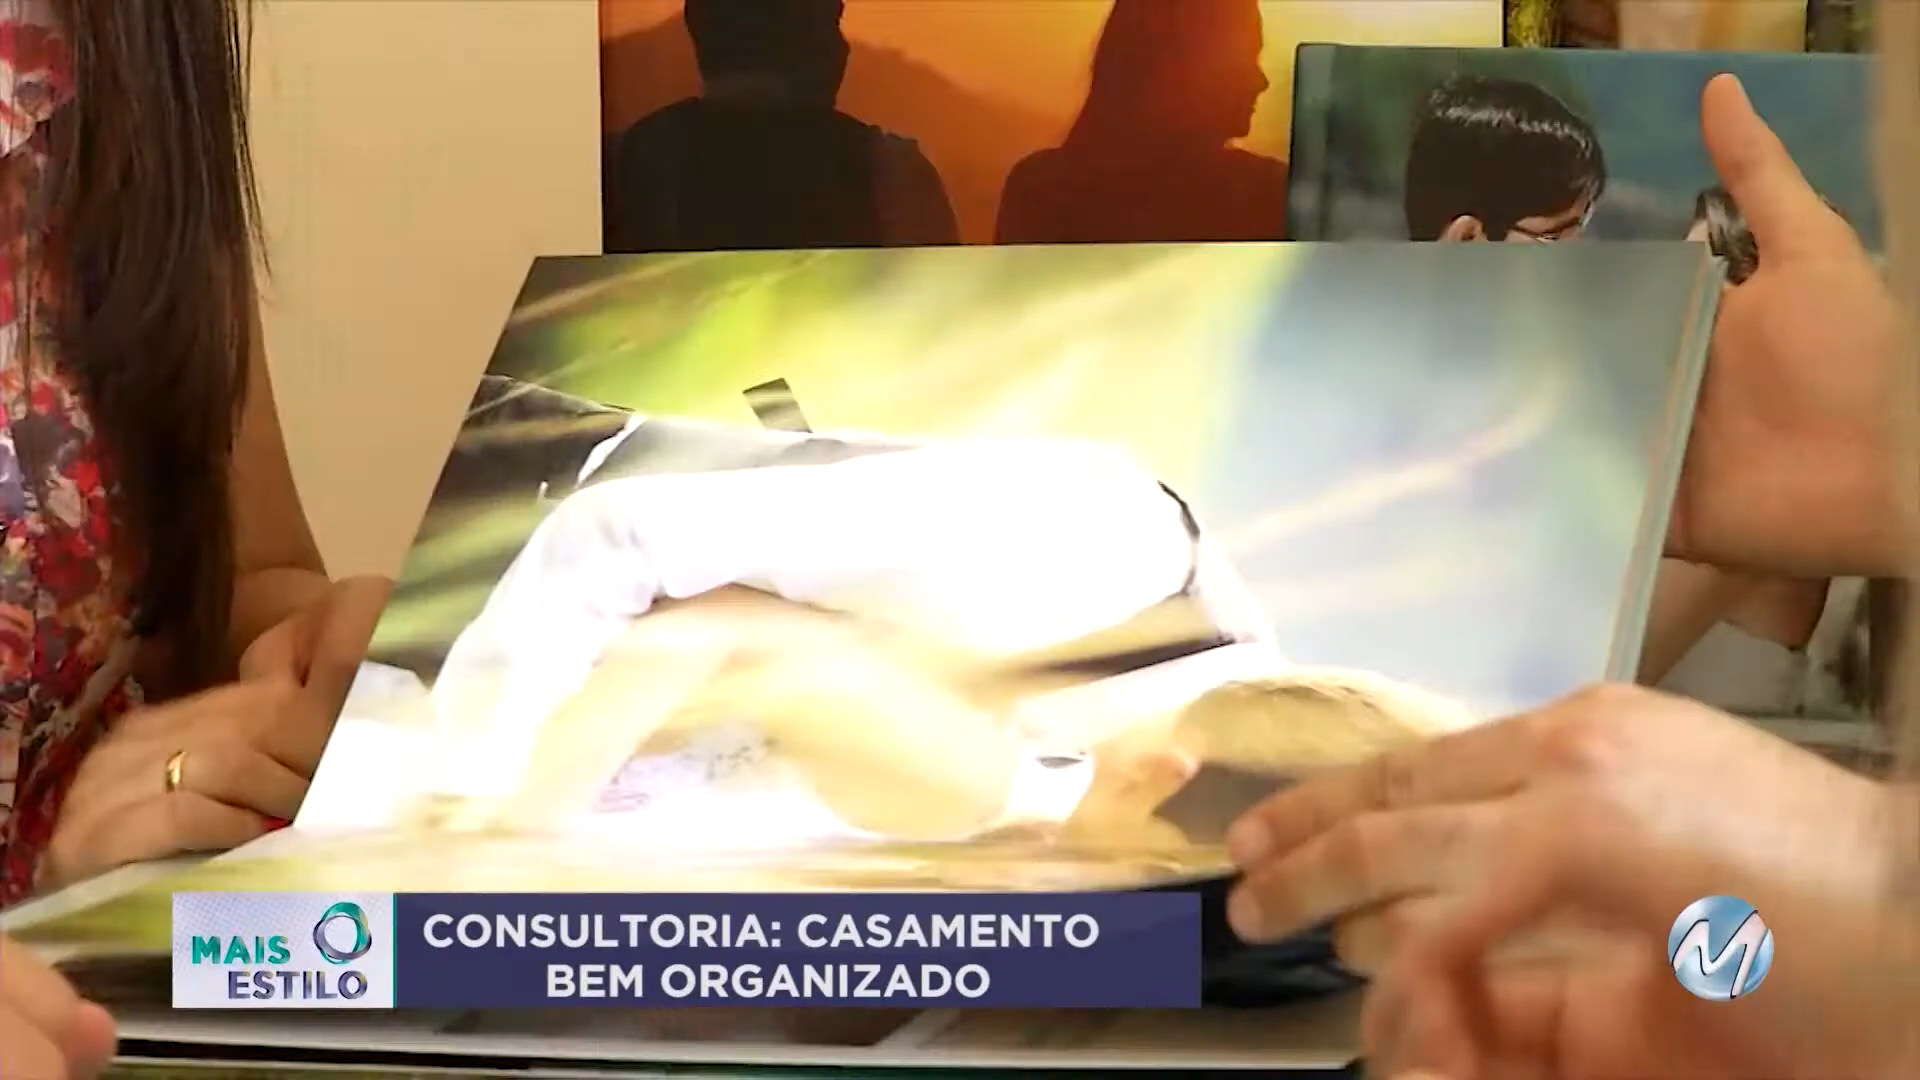 MAIS
ESTILO
CONSULTORIA: CASAMENTO
BEM ORGANIZADO
M